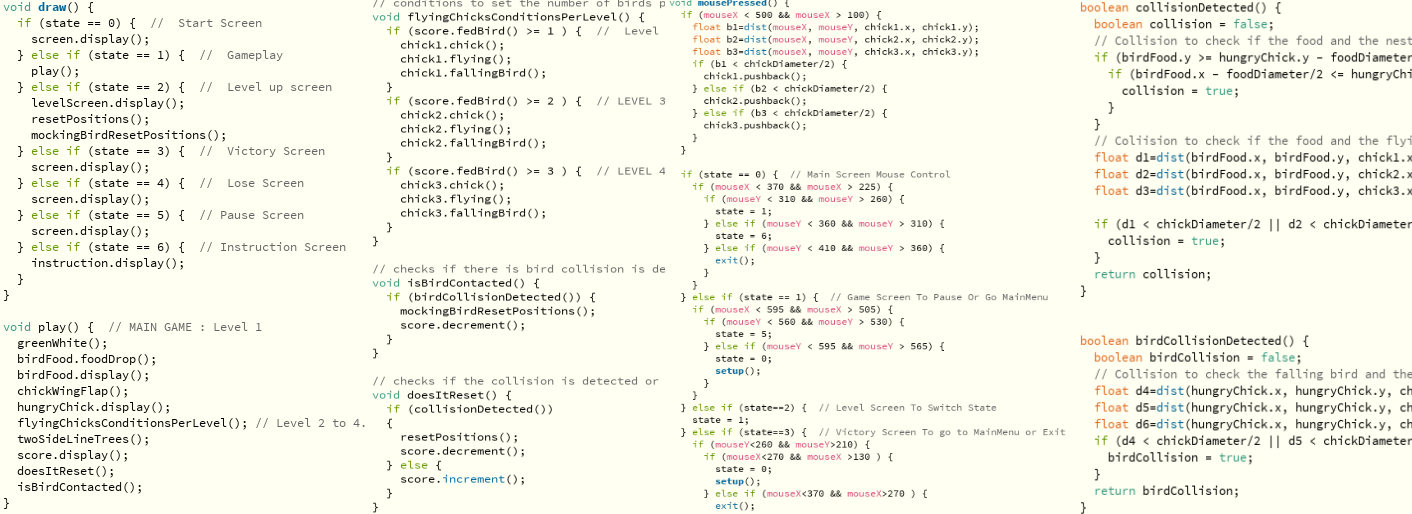 void draw() {
if (state == 0) {  //  Start Screen
screen.display();
} else if (state == 1) {  //  Gameplay
play();
} else if (state == 2) {  //  Level up screen
levelScreen.display();
resetPositions();
mockingBirdResetPositions();
} else if (state == 3) {  //  Victory Screen
screen.display();
} else if (state == 4) {  //  Lose Screen
screen.display();
} else if (state == 5) {  // Pause Screen
screen.display();
} else if (state == 6) {  // Instruction Screen
instruction.display();
}
}
void play() {  // MAIN GAME : Level 1
greenWhite();
birdFood.foodDrop();
birdFood.display();
chickWingFlap();
hungryChick.display();
flyingChicksConditionsPerLevel(); // Level 2 to 4.
twoSideLineTrees();
score.display();
doesItReset();
isBirdContacted();
}
// conditions to set the number of birds p
void flyingChicksConditionsPerLevel() {
if (score.fedBird() >= 1 ) {  //  Level
chick1.chick();
chick1.flying();
chick1.fallingBird();
}
if (score.fedBird() >= 2 ) {  // LEVEL 3
chick2.chick();
chick2.flying();
chick2.fallingBird();
}
if (score.fedBird() >= 3 ) {  // LEVEL 4
chick3.chick();
chick3.flying();
chick3.fallingBird();
}
}
// checks if there is bird collision is de
void isBirdContacted() {
if (birdCollisionDetected()) {
mockingBirdResetPositions();
score.decrement();
}
}
// checks if the collision is detected or
void doesItReset() {
if (collisionDetected())
{
resetPositions();
score.decrement();
} else {
score.increment();
}
}
void mousePressed() {
if (mouseX < 500 && mouseX > 100) {
float b1=dist(mouseX, mouseY, chick1.x, chick1.y);
float b2=dist(mouseX, mouseY, chick2.x, chick2.y);
float b3=dist(mouseX, mouseY, chick3.x, chick3.y);
if (b1 < chickDiameter/2) {
chick1.pushback();
} else if (b2 < chickDiameter/2) {
chick2.pushback();
} else if (b3 < chickDiameter/2) {
chick3.pushback();
}
}
if (state == 0) {  // Main Screen Mouse Control
if (mouseX < 370 && mouseX > 225) {
if (mouseY < 310 && mouseY > 260) {
state = 1;
} else if (mouseY < 360 && mouseY > 310) {
state = 6;
} else if (mouseY < 410 && mouseY > 360) {
exit();
}
}
} else if (state == 1) {  // Game Screen To Pause Or Go MainMenu
if (mouseX < 595 && mouseX > 505) {
if (mouseY < 560 && mouseY > 530) {
state = 5;
} else if (mouseY < 595 && mouseY > 565) {
state = 0;
setup();
}
}
} else if (state==2) {  // Level Screen To Switch State
state = 1;
} else if (state==3) {  // Victory Screen To go to MainMenu or Exit
if (mouseY<260 && mouseY>210) {
if (mouseX<270 && mouseX >130 ) {
state = 0;
setup();
} else if (mouseX<370 && mouseX>270 ) {
exit();
boolean collisionDetected() {
boolean collision = false;
// Collision to check if the food and the nest
if (birdFood.y >= hungryChick.y - foodDiameter
if (birdFood.x - foodDiameter/2 <= hungryChi
collision = true;
}
}
// Coliision to check if the food and the flyi
float d1=dist(birdFood.x, birdFood.y, chick1.x
float d2=dist(birdFood.x, birdFood.y, chick2.x
float d3=dist(birdFood.x, birdFood.y, chick3.x
if (d1 < chickDiameter/2 || d2 < chickDiameter
collision = true;
}
return collision;
}
boolean birdCollisionDetected() {
boolean birdCollision = false;
// Collision to check the falling bird and the
float d4=dist(hungryChick.x, hungryChick.y, ch
float d5=dist(hungryChick.x, hungryChick.y, ch
float d6=dist(hungryChick.x, hungryChick.y, ch
if (d4 < chickDiameter/2 || d5 < chickDiameter
birdCollision = true;
}
return birdCollision;
}